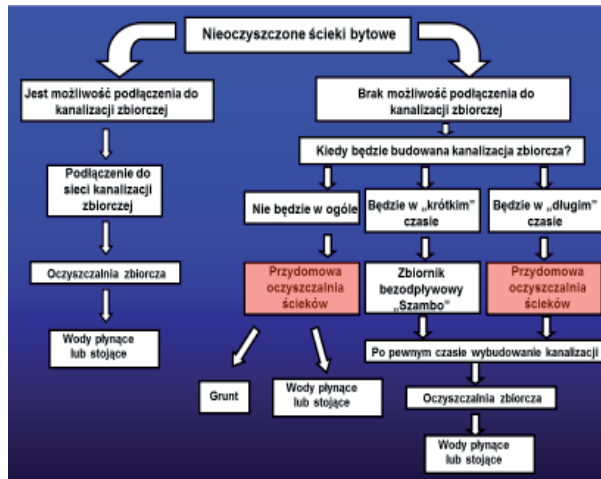 Nieoczyszczone ścieki bytowe
Jest możliwość podłączenia do
kanalizacji zbiorczej
Brak możliwości podłączenia do
kanalizacji zbiorczej
Kiedy będzie budowana kanalizacja zbiorcza?
Podłączenie do
sieci kanalizacji
zbiorczej
Nie będzie w ogóle
Będzie w „krótkim”
czasie
Będzie w „długim”
czasie
Oczyszczalnia zbiorcza
Przydomowa
oczyszczalnia
ścieków
Zbiornik
bezodpływowy
„Szambo”
Przydomowa
oczyszczalnia
ścieków
Wody płynące
lub stojące
Po pewnym czasie wybudowanie kanalizacji
Grunt
Wody płynące
lub stojące
Oczyszczalnia zbiorcza
Wody płynące
lub stojące